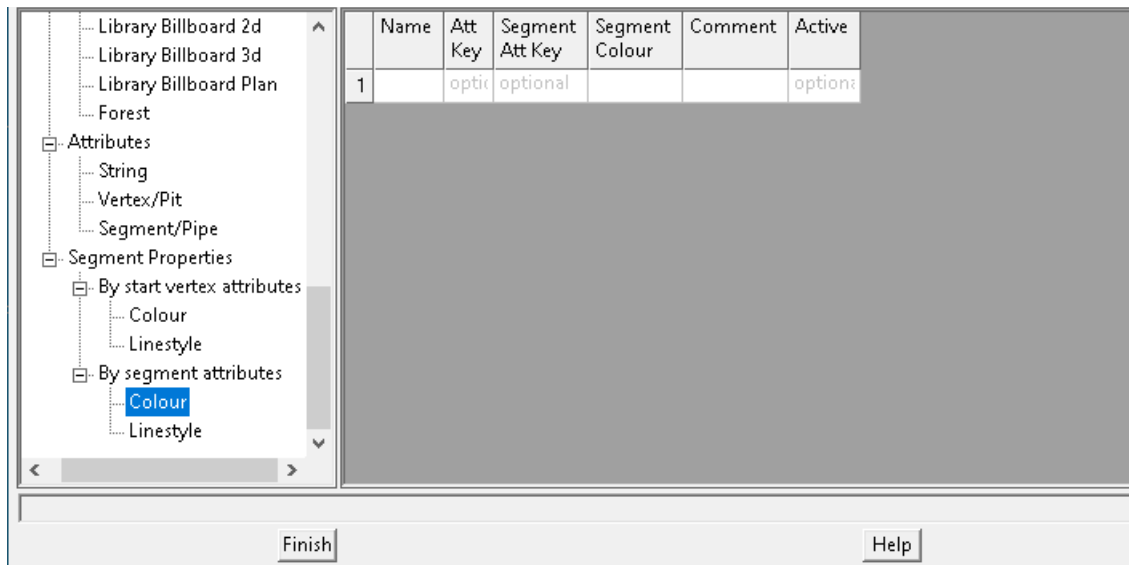 Library Billboard 2d
Library Billboard 3d
Library Billboard Plan
Forest
Attributes
String
Vertex/Pit
Segment/Pipe
Segment Properties
By start vertex attributes
Colour
Linestyle
By segment attributes
Colour
Linestyle
Name Att Key Segment Att Key Segment Colour Comment Active
1 optic optional optiona
Finish Help